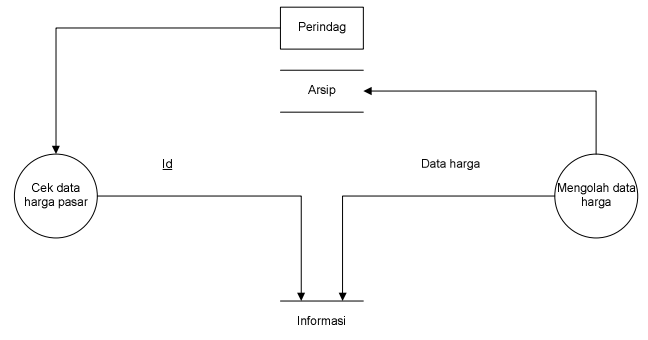 Perindag
Arsip
Id
Data harga
Cek data
harga pasar
Mengolah data
harga
Informasi